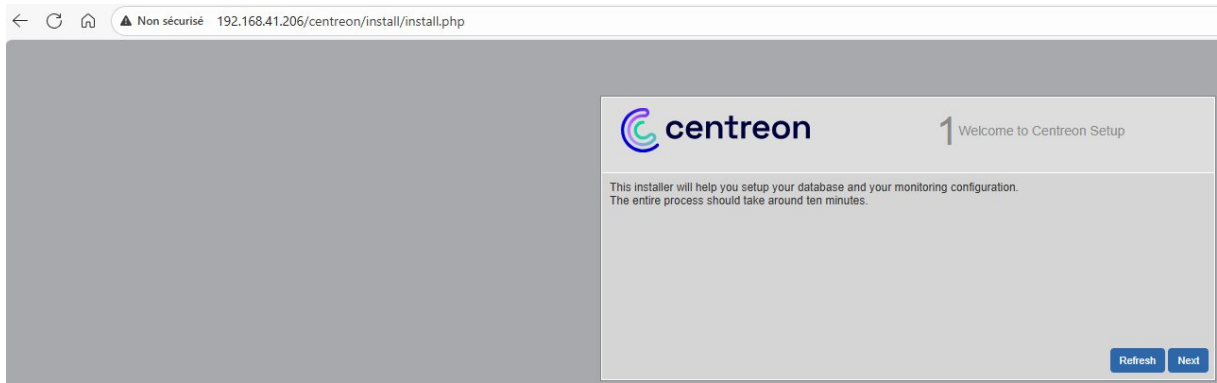 Non sécurisé 192.168.41.206/centreon/install/install.php
centreon
1 Welcome to Centreon Setup
This installer will help you setup your database and your monitoring configuration.
The entire process should take around ten minutes.
Refresh Next